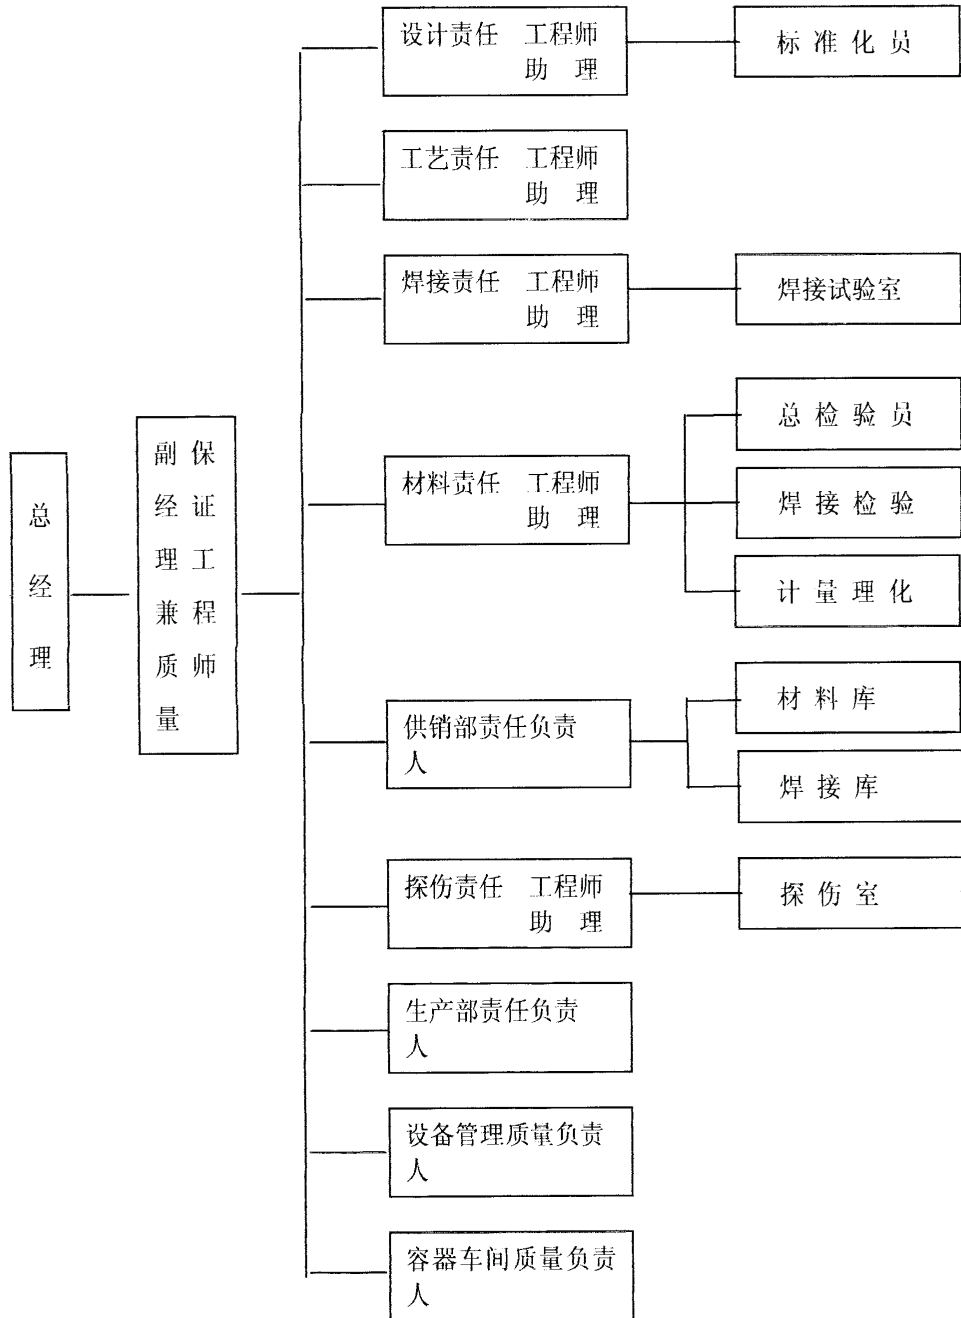 设计责任 工程师
助 理
标 准 化 员
工艺责任 工程师
助 理
焊接责任 工程师
助 理
焊接试验室
总 检 验 员
材料责任 工程师
助 理
焊 接 检 验
计 量 理 化
总
经
理
副 保
经 证
理 工
兼 程
质 师
量
供销部责任负责
人
材 料 库
焊 接 库
探伤责任 工程师
助 理
探 伤 室
生产部责任负责
人
设备管理质量负责
人
容器车间质量负责
人